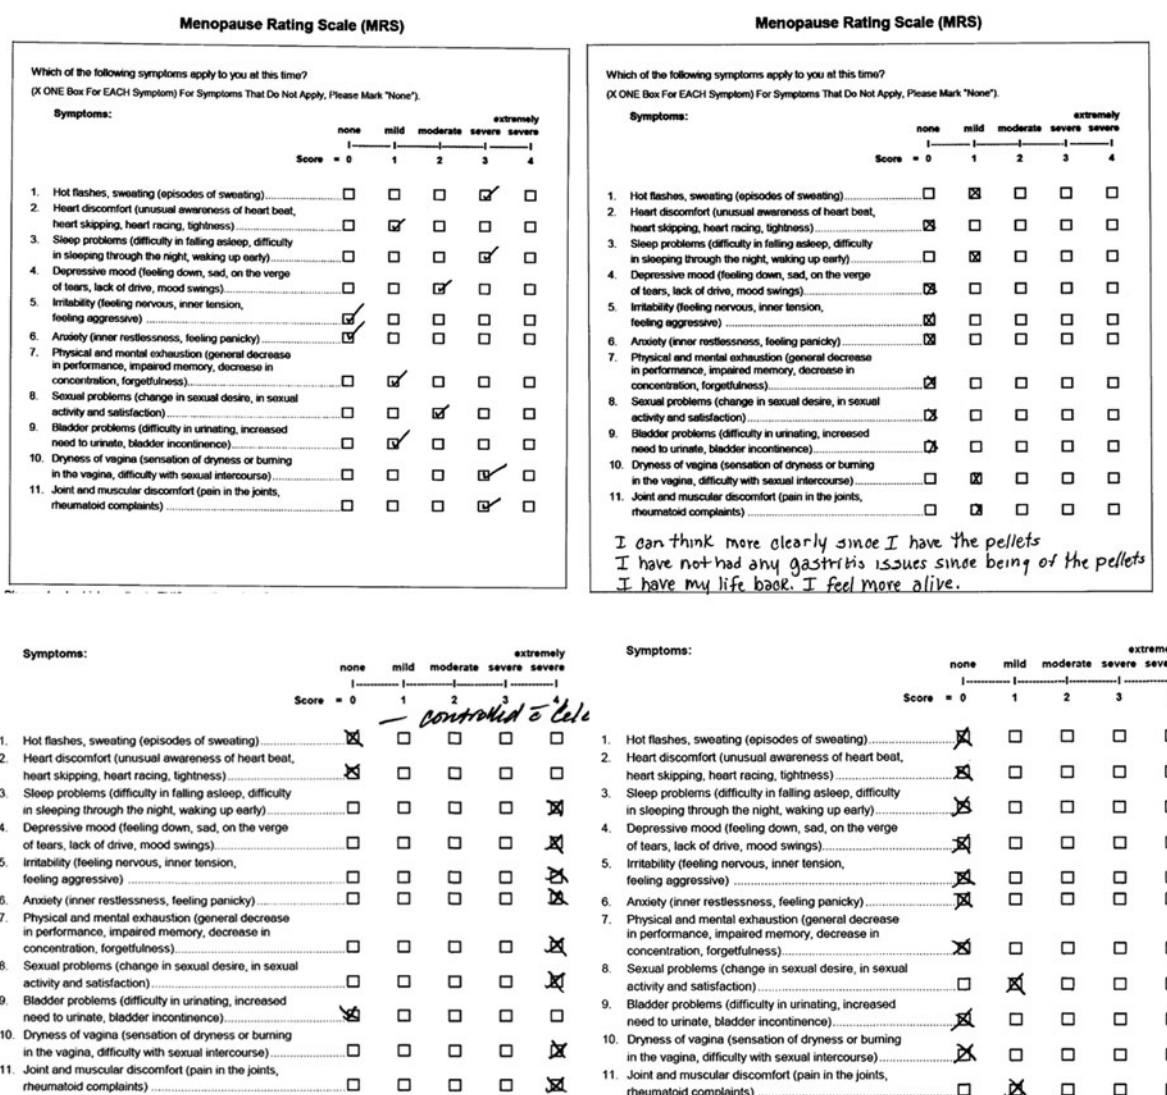 Menopause Rating Scale (MRS)
Which of the following symptoms apply to you at this time?
(X ONE Box For EACH Symptom) For Symptoms That Do Not Apply, Please Mark "None").
Symptoms:
extremely
none mild moderate severe severe
Score = 0 1 2 3 4
1. Hot flashes, sweating (episodes of sweating)
2. Heart discomfort (unusual awareness of heart beat,
heart skipping, heart racing, tightness)
3. Sleep problems (difficulty in falling asleep, difficulty
in sleeping through the night, waking up early)
4. Depressive mood (feeling down, sad, on the verge
of tears, lack of drive, mood swings)
5. Irritability (feeling nervous, inner tension,
feeling aggressive)
6. Anxiety (inner restlessness, feeling panicky)
7. Physical and mental exhaustion (general decrease
in performance, impaired memory, decrease in
concentration, forgetfulness)
8. Sexual problems (change in sexual desire, in sexual
activity and satisfaction)
9. Bladder problems (difficulty in urinating, increased
need to urinate, bladder incontinence)
10. Dryness of vagina (sensation of dryness or burning
in the vagina, difficulty with sexual intercourse)
11. Joint and muscular discomfort (pain in the joints,
rheumatoid complaints)
Menopause Rating Scale (MRS)
Which of the following symptoms apply to you at this time?
(X ONE Box For EACH Symptom) For Symptoms That Do Not Apply, Please Mark "None").
Symptoms:
extremely
none mild moderate severe severe
Score = 0 1 2 3 4
1. Hot flashes, sweating (episodes of sweating)
2. Heart discomfort (unusual awareness of heart beat,
heart skipping, heart racing, tightness)
3. Sleep problems (difficulty in falling asleep, difficulty
in sleeping through the night, waking up early)
4. Depressive mood (feeling down, sad, on the verge
of tears, lack of drive, mood swings)
5. Irritability (feeling nervous, inner tension,
feeling aggressive)
6. Anxiety (inner restlessness, feeling panicky)
7. Physical and mental exhaustion (general decrease
in performance, impaired memory, decrease in
concentration, forgetfulness)
8. Sexual problems (change in sexual desire, in sexual
activity and satisfaction)
9. Bladder problems (difficulty in urinating, increased
need to urinate, bladder incontinence)
10. Dryness of vagina (sensation of dryness or burning
in the vagina, difficulty with sexual intercourse)
11. Joint and muscular discomfort (pain in the joints,
rheumatoid complaints)
I can think more clearly since I have the pellets
I have not had any gastritis issues since being of the pellets
I have my life back. I feel more alive.
Symptoms:
extremely
none mild moderate severe severe
Score = 0 1 2 3 4
— controlled c̄
1. Hot flashes, sweating (episodes of sweating)
2. Heart discomfort (unusual awareness of heart beat,
heart skipping, heart racing, tightness)
3. Sleep problems (difficulty in falling asleep, difficulty
in sleeping through the night, waking up early)
4. Depressive mood (feeling down, sad, on the verge
of tears, lack of drive, mood swings)
5. Irritability (feeling nervous, inner tension,
feeling aggressive)
6. Anxiety (inner restlessness, feeling panicky)
7. Physical and mental exhaustion (general decrease
in performance, impaired memory, decrease in
concentration, forgetfulness)
8. Sexual problems (change in sexual desire, in sexual
activity and satisfaction)
9. Bladder problems (difficulty in urinating, increased
need to urinate, bladder incontinence)
10. Dryness of vagina (sensation of dryness or burning
in the vagina, difficulty with sexual intercourse)
11. Joint and muscular discomfort (pain in the joints,
rheumatoid complaints)
Symptoms:
extreme
none mild moderate severe seve
Score = 0 1 2 3
1. Hot flashes, sweating (episodes of sweating)
2. Heart discomfort (unusual awareness of heart beat,
heart skipping, heart racing, tightness)
3. Sleep problems (difficulty in falling asleep, difficulty
in sleeping through the night, waking up early)
4. Depressive mood (feeling down, sad, on the verge
of tears, lack of drive, mood swings)
5. Irritability (feeling nervous, inner tension,
feeling aggressive)
6. Anxiety (inner restlessness, feeling panicky)
7. Physical and mental exhaustion (general decrease
in performance, impaired memory, decrease in
concentration, forgetfulness)
8. Sexual problems (change in sexual desire, in sexual
activity and satisfaction)
9. Bladder problems (difficulty in urinating, increased
need to urinate, bladder incontinence)
10. Dryness of vagina (sensation of dryness or burning
in the vagina, difficulty with sexual intercourse)
11. Joint and muscular discomfort (pain in the joints,
rheumatoid complaints)